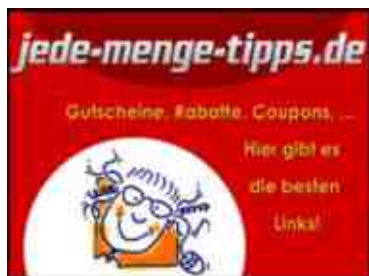 jede-menge-tipps.de
Gutscheine. Rabatte. Coupons, ...
Hier gibt es
die besten
Links!